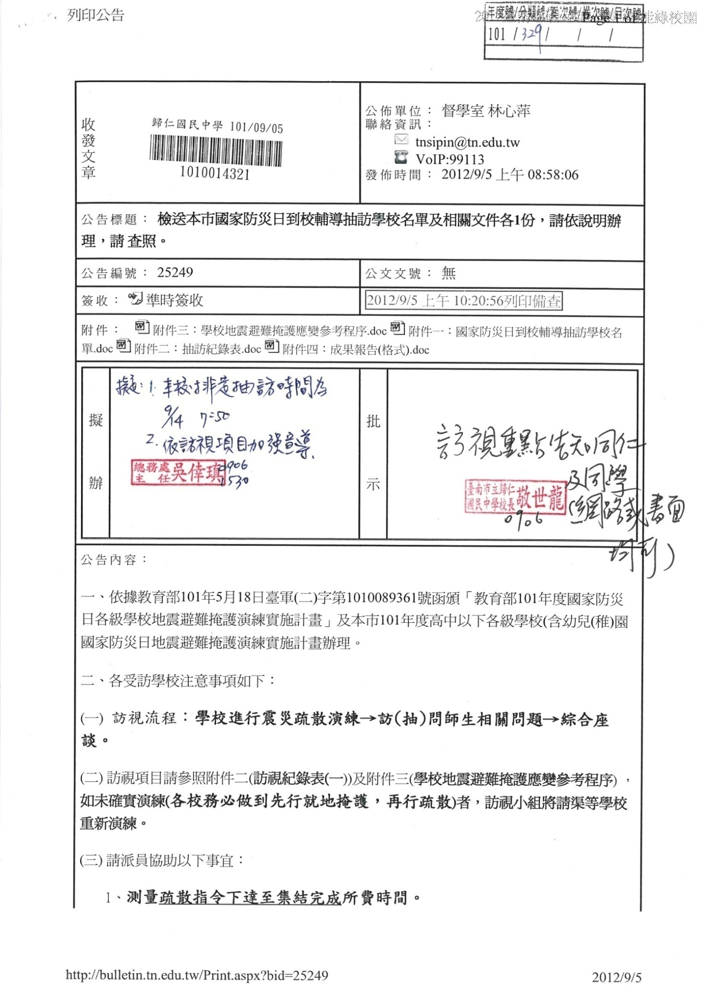 列印公告
Page 1 of 2
年度號/分類號/案次號/卷次號/目次號
101 / 329 / / /
收發文章
歸仁國民中學 101/09/05
1010014321
公佈單位： 督學室 林心萍
聯絡資訊：
tnsipin@tn.edu.tw
VoIP:99113
發佈時間： 2012/9/5 上午 08:58:06
公告標題： 檢送本市國家防災日到校輔導抽訪學校名單及相關文件各1份，請依說明辦
理，請 查照。
公告編號： 25249
公文文號： 無
簽收： 準時簽收
2012/9/5 上午 10:20:56列印備查
附件： 附件三：學校地震避難掩護應變參考程序.doc 附件一：國家防災日到校輔導抽訪學校名
單.doc 附件二：抽訪紀錄表.doc 附件四：成果報告(格式).doc
擬辦
擬：1. 本校排定抽訪時間為
9/14 7:50
2. 依訪視項目加強宣導.
總務處
主任 吳倖瑱
0906
1530
批示
訪視重點告知同仁
及同學
(網路或書面
均可)
臺南市立歸仁
國民中學校長 敬世龍
0906
公告內容：
一、依據教育部101年5月18日臺軍(二)字第1010089361號函頒「教育部101年度國家防災
日各級學校地震避難掩護演練實施計畫」及本市101年度高中以下各級學校(含幼兒(稚)園
國家防災日地震避難掩護演練實施計畫辦理。
二、各受訪學校注意事項如下：
(一) 訪視流程：學校進行震災疏散演練→訪(抽)問師生相關問題→綜合座
談。
(二) 訪視項目請參照附件二(訪視紀錄表(一))及附件三(學校地震避難掩護應變參考程序)，
如未確實演練(各校務必做到先行就地掩護，再行疏散)者，訪視小組將請渠等學校
重新演練。
(三) 請派員協助以下事宜：
1、測量疏散指令下達至集結完成所費時間。
http://bulletin.tn.edu.tw/Print.aspx?bid=25249
2012/9/5